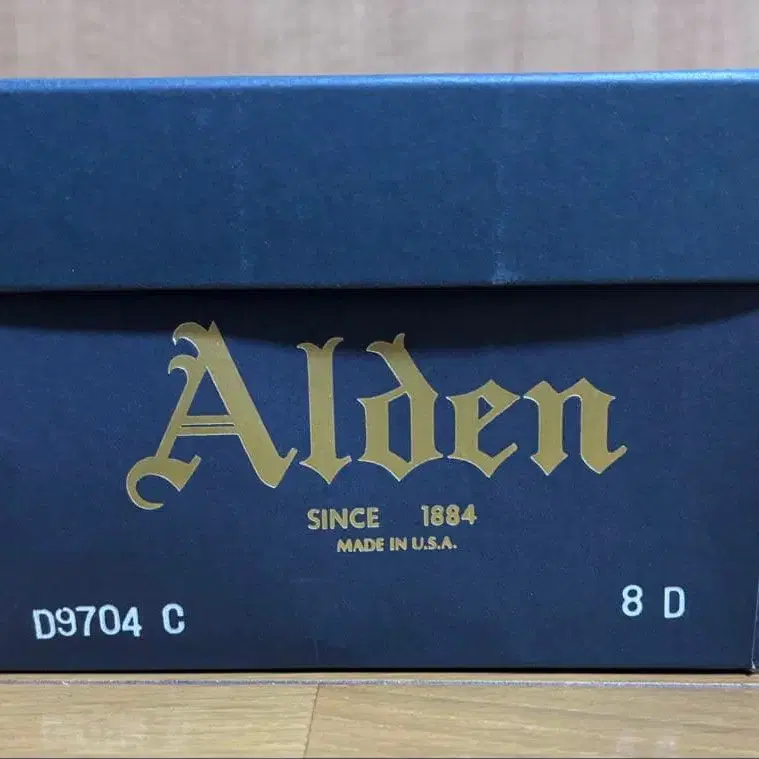 Alden
SINCE 1884
MADE IN U.S.A.
D9704 C 8 D